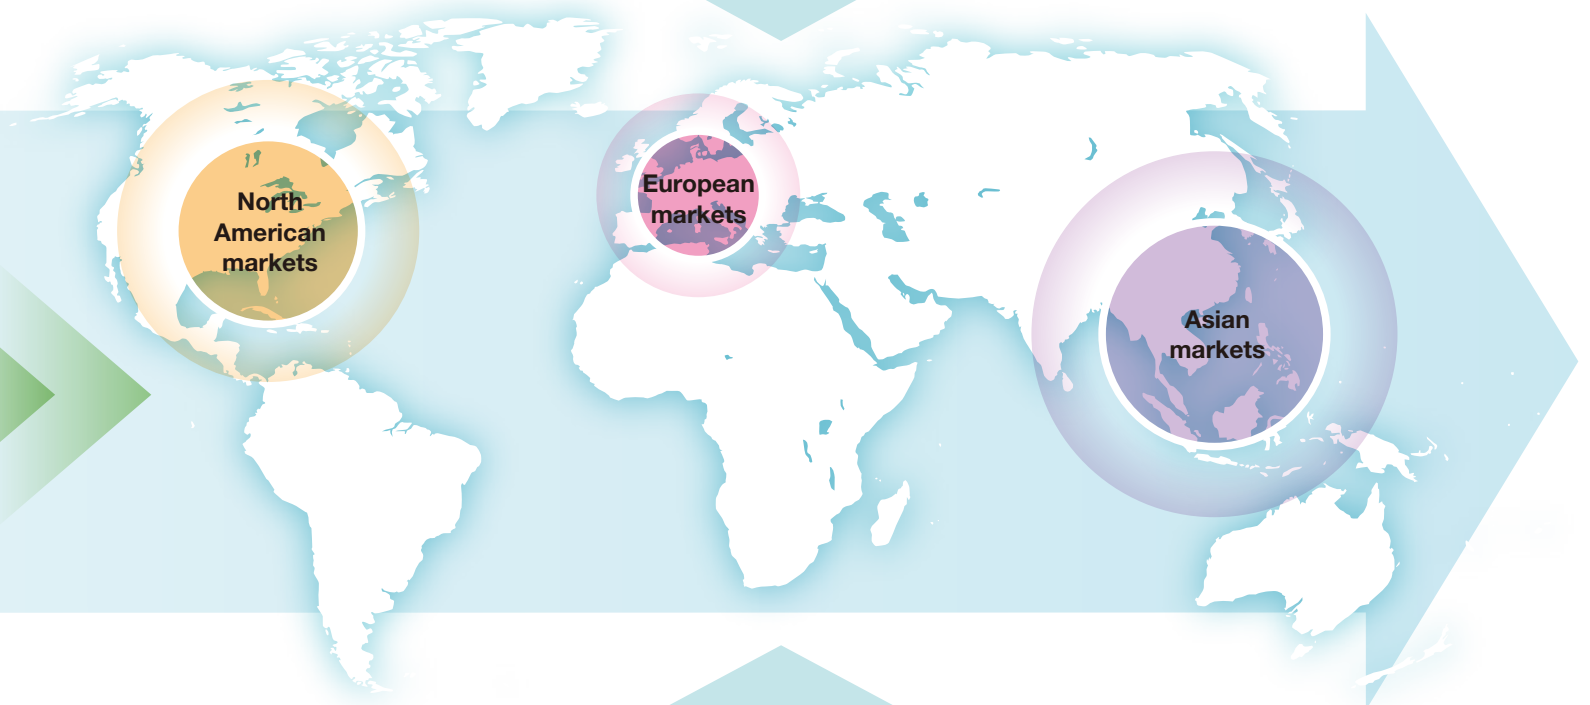 North
American
markets
European
markets
Asian
markets